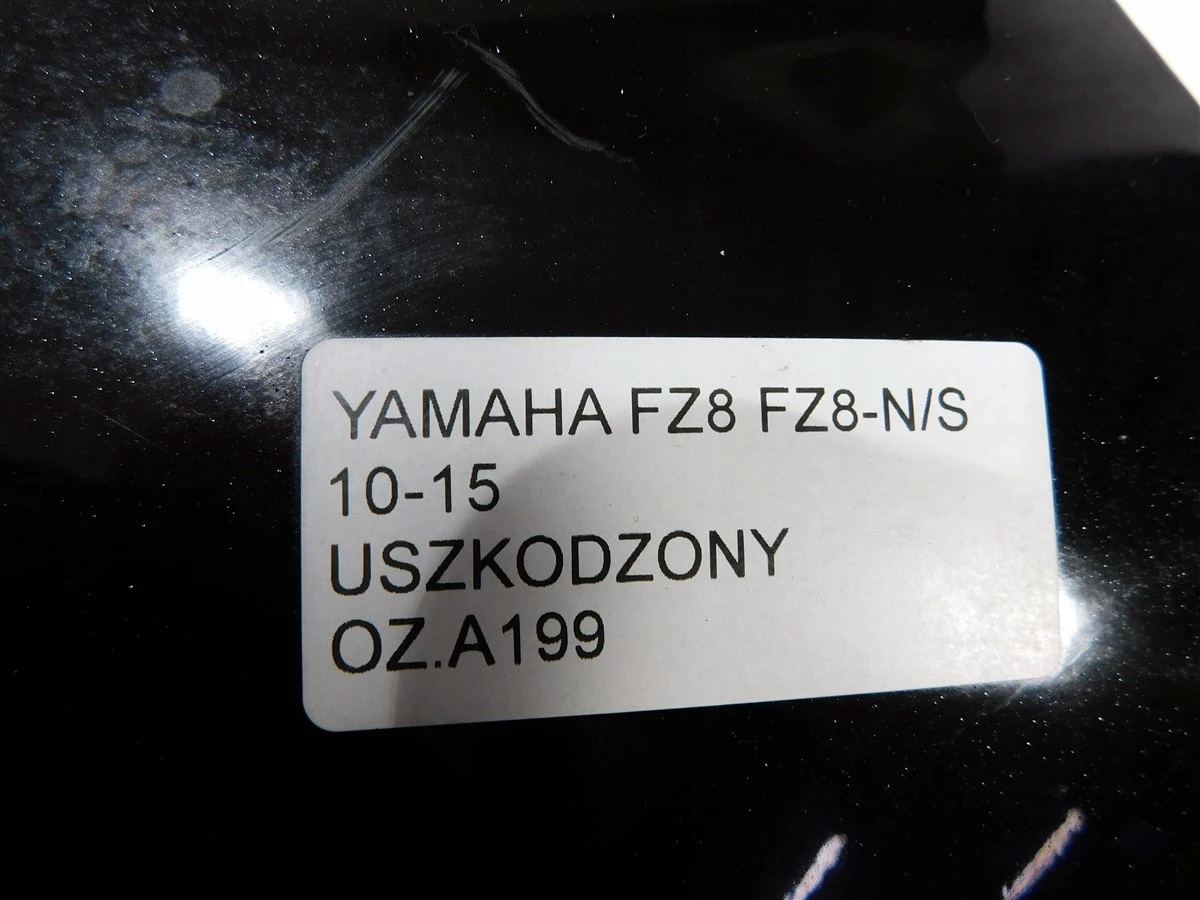 YAMAHA FZ8 FZ8-N/S
10-15
USZKODZONY
OZ.A199